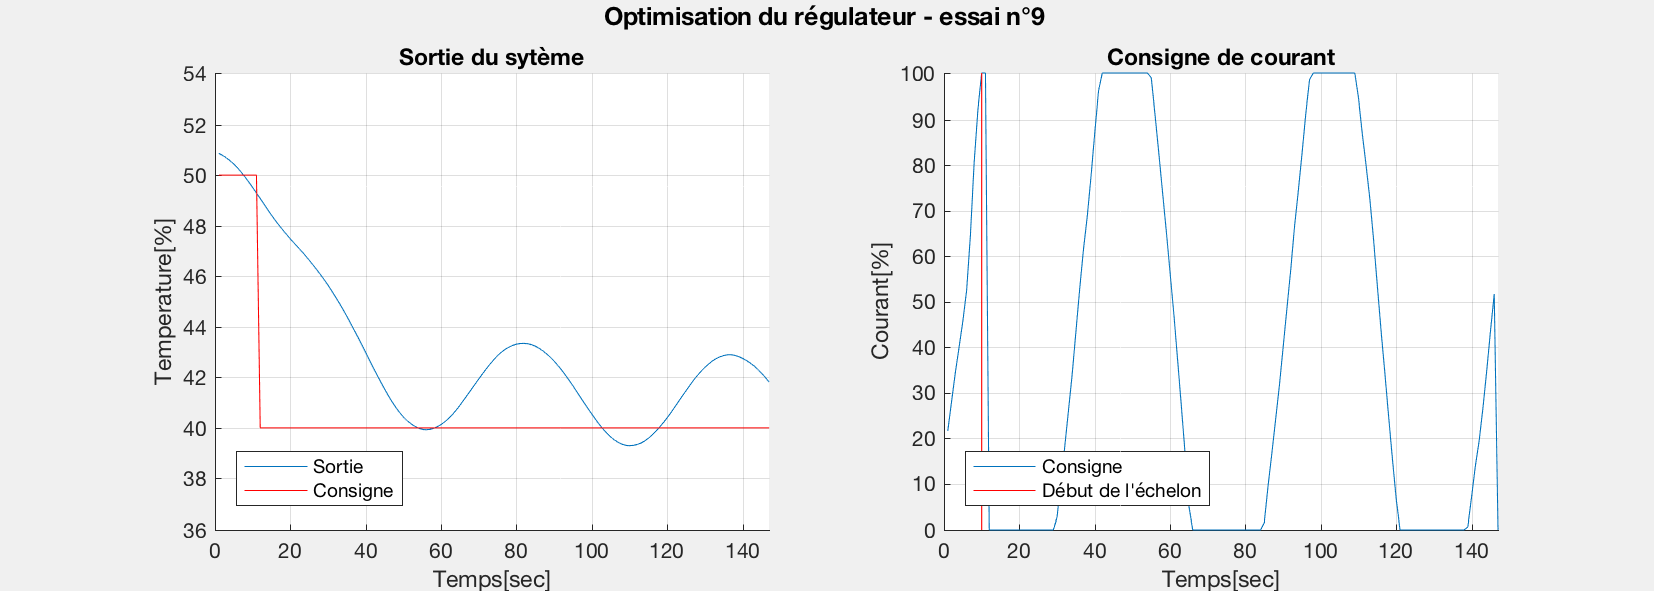 Optimisation du régulateur - essai n°9
Sortie du sytème
54
52
50
48
46
44
42
40
38
36
0 20 40 60 80 100 120 140
Temps[sec]
Temperature[%]
Sortie
Consigne
Consigne de courant
100
90
80
70
60
50
40
30
20
10
0
0 20 40 60 80 100 120 140
Temps[sec]
Courant[%]
Consigne
Début de l'échelon